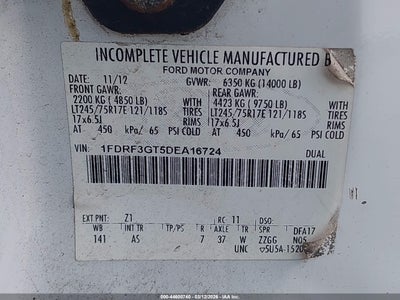 INCOMPLETE VEHICLE MANUFACTURED B
FORD MOTOR COMPANY
DATE: 11/12 GVWR: 6350 KG (14000 LB)
FRONT GAWR: REAR GAWR:
2200 KG (4850 LB) 4423 KG (9750 LB)
LT245/75R17E 121/118S TIRES LT245/75R17E 121/118S TIRES
17x6.5J RIMS 17x6.5J RIMS
AT 450 kPa/ 65 PSI COLD AT 450 kPa/ 65 PSI COLD
VIN: 1FDRF3GT5DEA16724 DUAL
EXT PNT: Z1 RC: 11 DSO:
WB INT TR TP/PS R AX TR SPR DFA17
141 AS 7 37 W ZZGG NOS
UNC
STOCK: 44600740 - 03/12/2026 - IAA Inc.